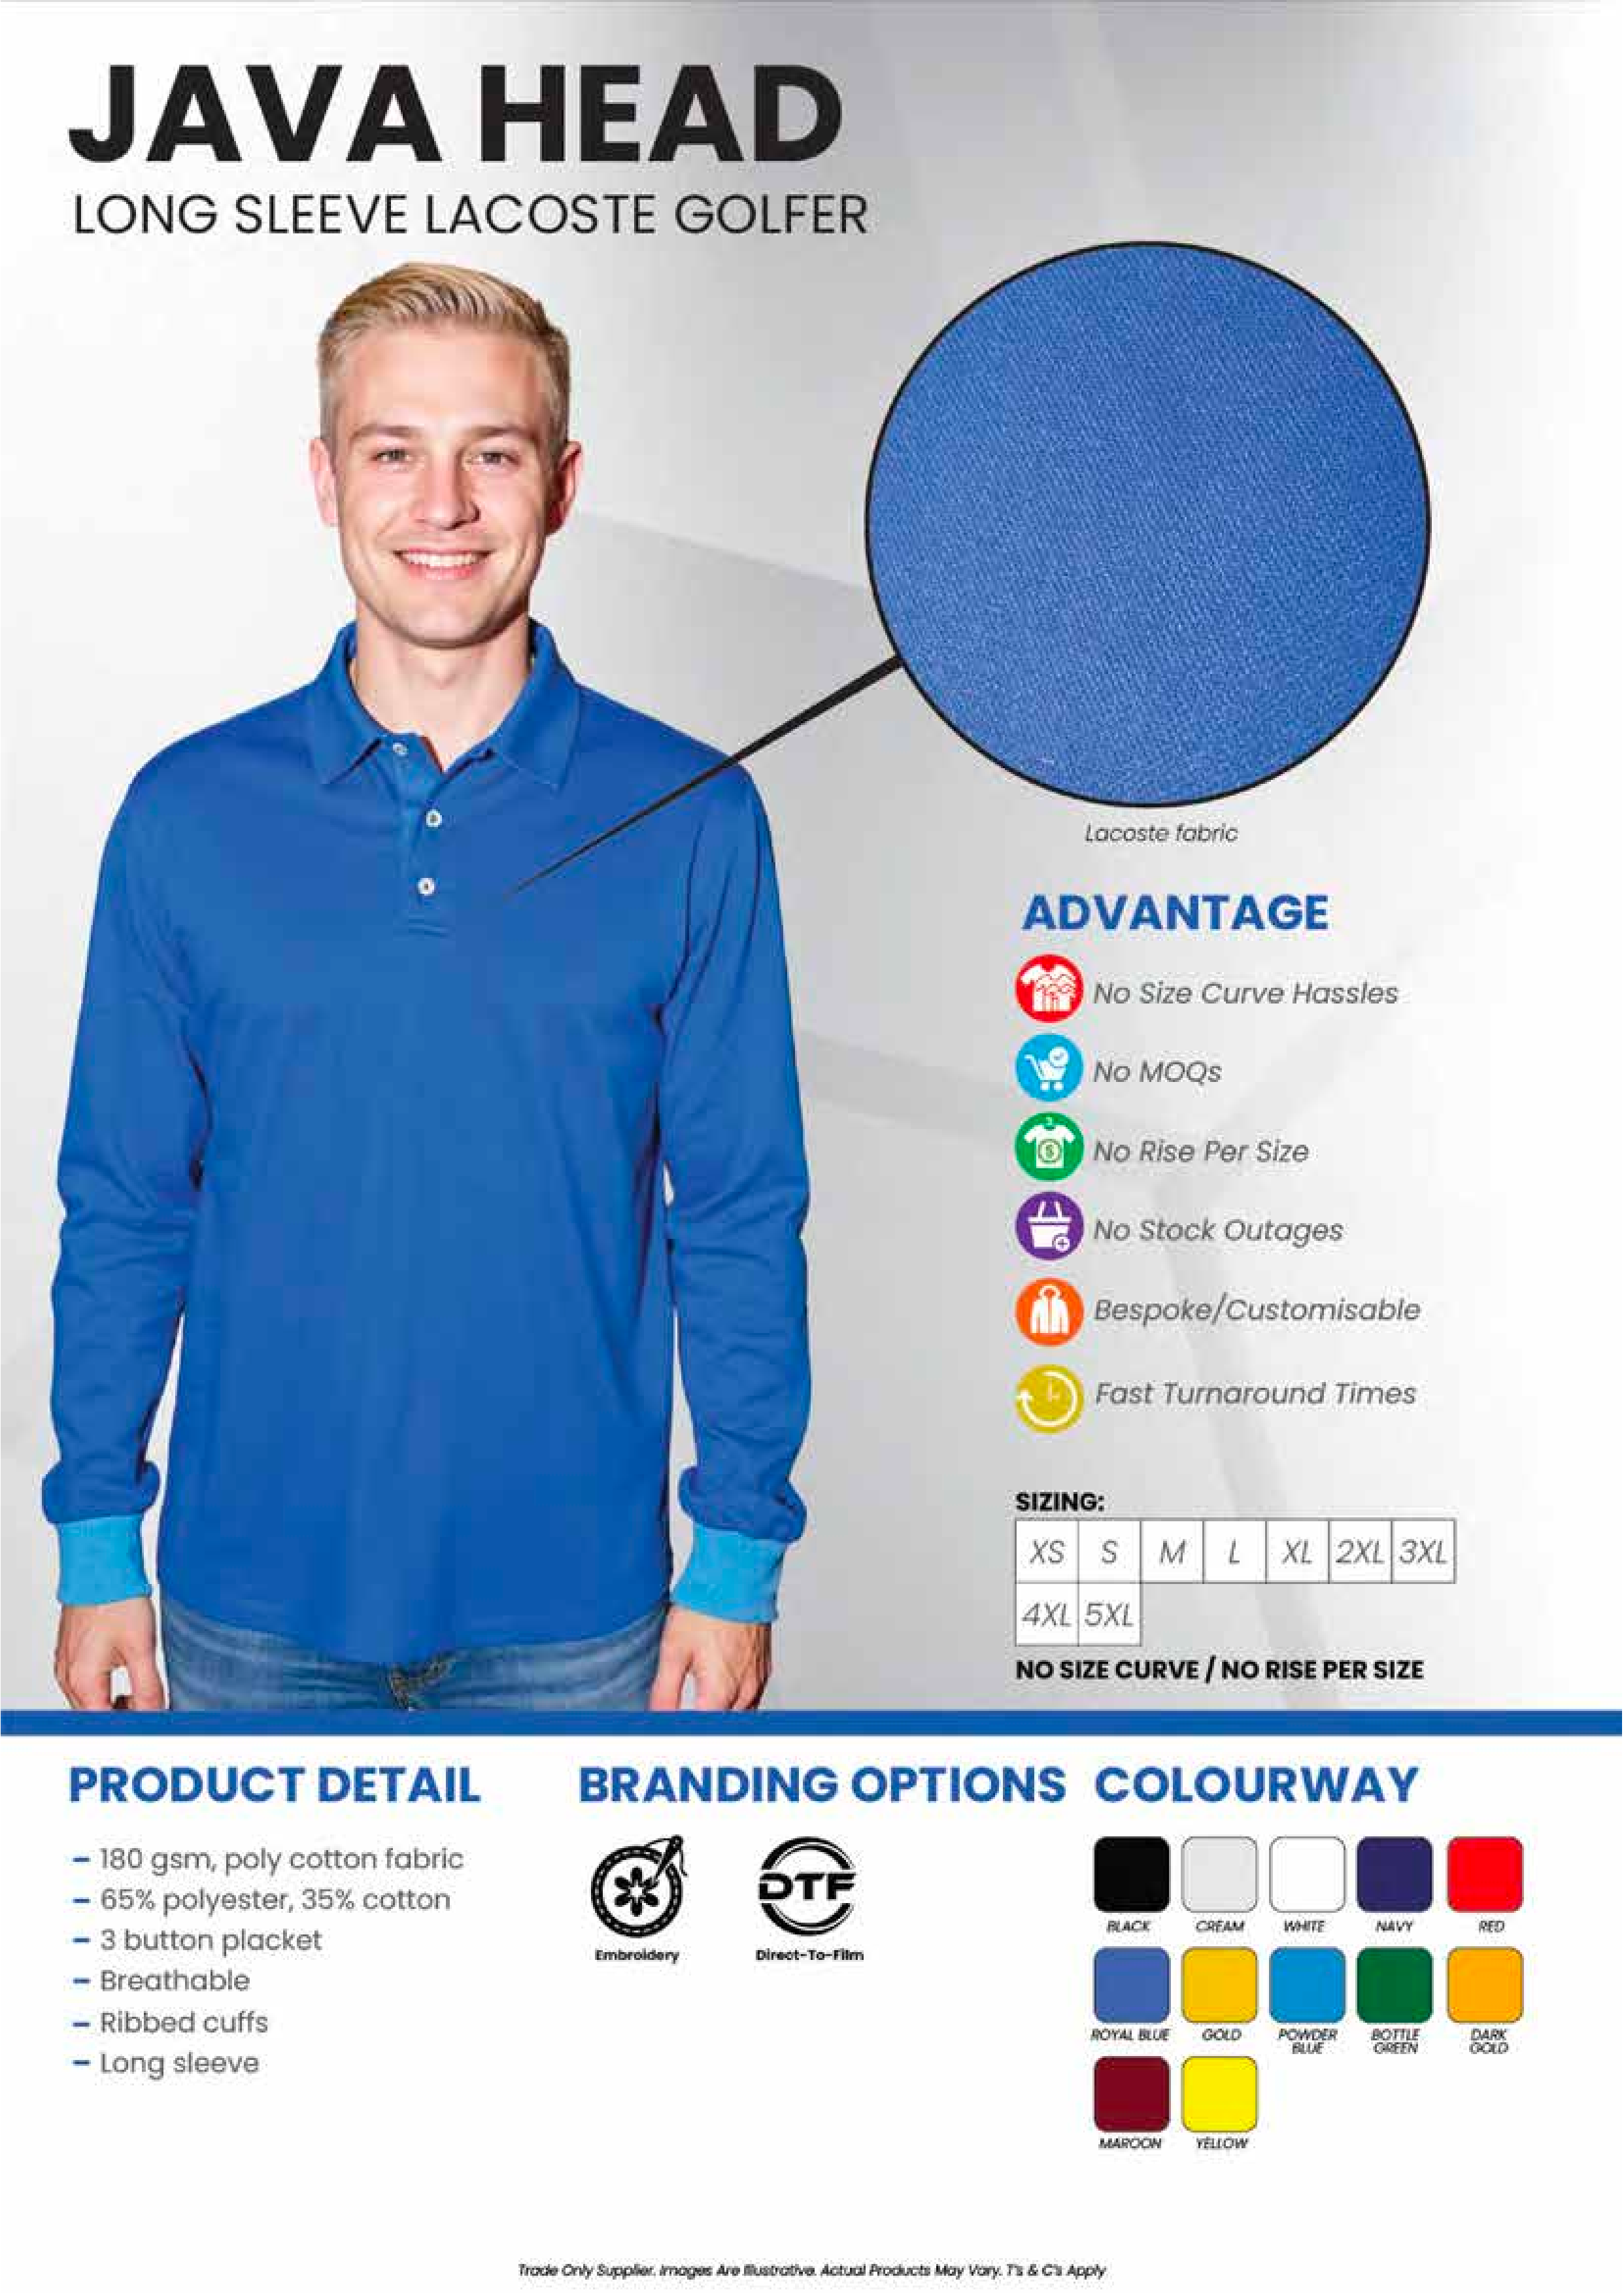 JAVA HEAD
LONG SLEEVE LACOSTE GOLFER
Lacoste fabric
ADVANTAGE
No Size Curve Hassles
No MOQs
No Rise Per Size
No Stock Outages
Bespoke/Customisable
Fast Turnaround Times
SIZING:
XS S M L XL 2XL 3XL
4XL 5XL
NO SIZE CURVE / NO RISE PER SIZE
PRODUCT DETAIL
– 180 gsm, poly cotton fabric
– 65% polyester, 35% cotton
– 3 button placket
– Breathable
– Ribbed cuffs
– Long sleeve
BRANDING OPTIONS
DTF
Embroidery Direct-To-Film
COLOURWAY
BLACK CREAM WHITE NAVY RED
ROYAL BLUE GOLD POWDER BLUE BOTTLE GREEN DARK GOLD
MAROON YELLOW
Trade Only Supplier. Images Are Illustrative. Actual Products May Vary. T's & C's Apply